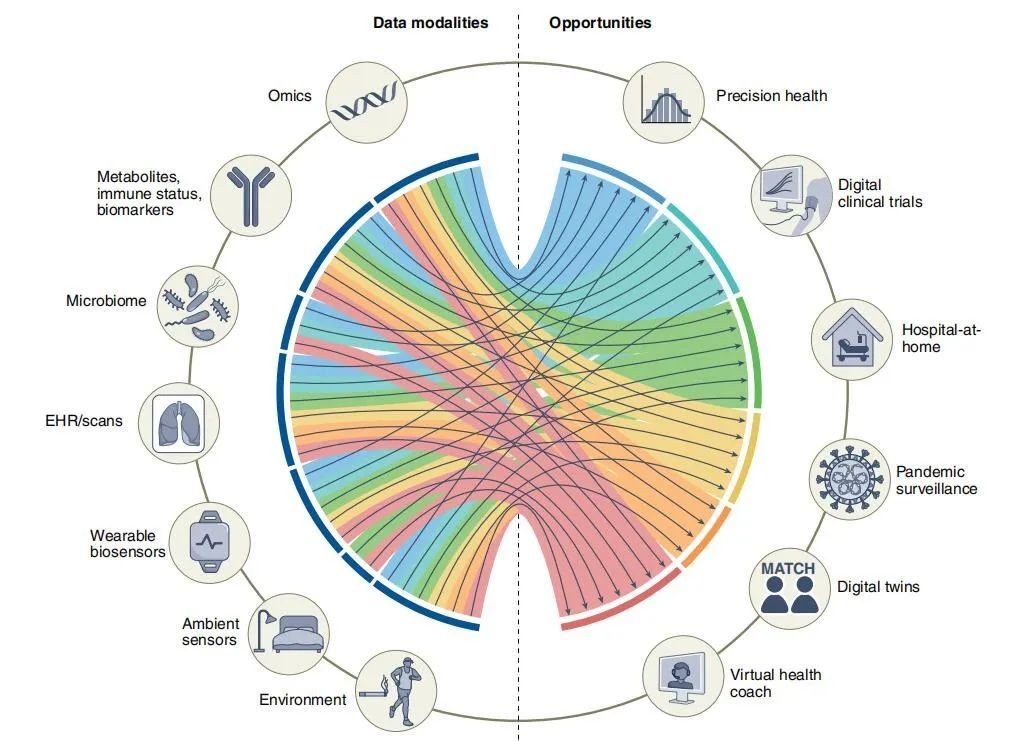 Data modalities
Opportunities
Omics
Metabolites,
immune status,
biomarkers
Microbiome
EHR/scans
Wearable
biosensors
Ambient
sensors
Environment
Precision health
Digital
clinical trials
Hospital-at-
home
Pandemic
surveillance
MATCH
Digital twins
Virtual health
coach